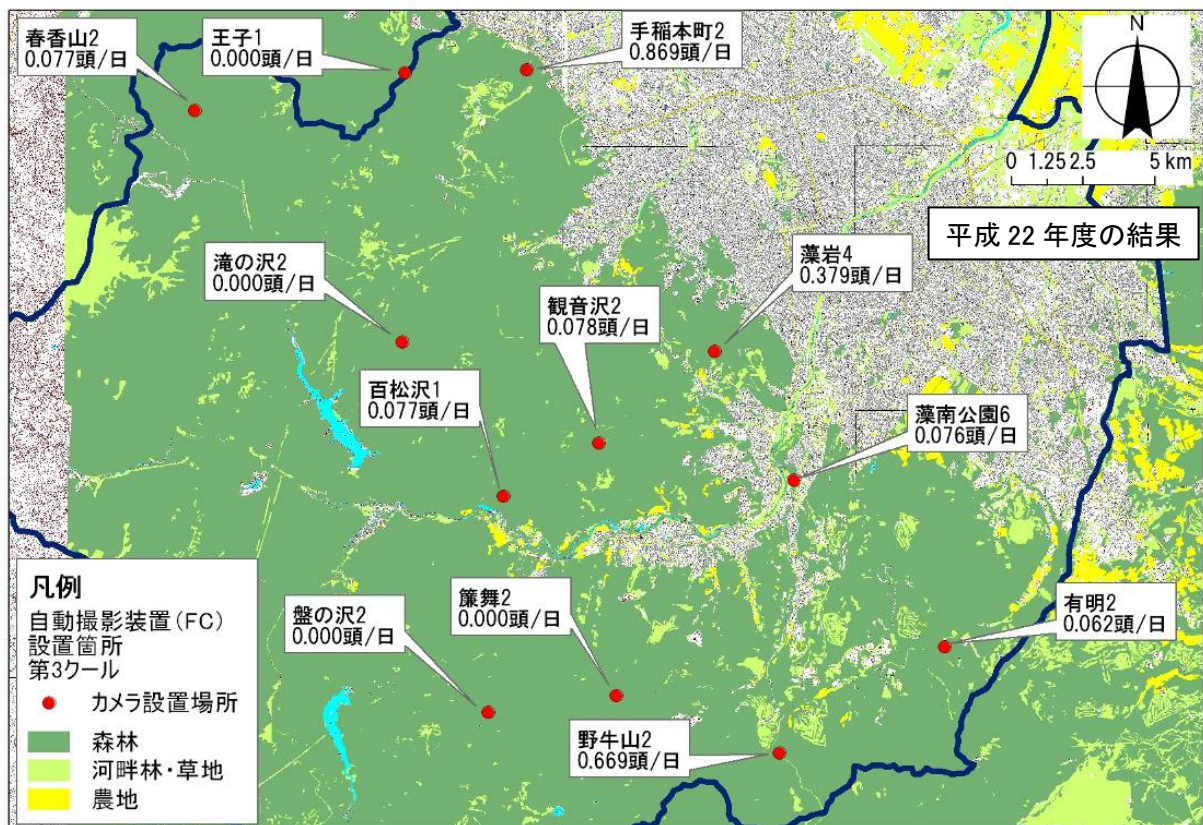 春香山2
0.077頭/日
王子1
0.000頭/日
手稲本町2
0.869頭/日
N
0 1.25 2.5 5 km
平成 22 年度の結果
滝の沢2
0.000頭/日
観音沢2
0.078頭/日
藻岩4
0.379頭/日
百松沢1
0.077頭/日
藻南公園6
0.076頭/日
盤の沢2
0.000頭/日
簾舞2
0.000頭/日
有明2
0.062頭/日
野牛山2
0.669頭/日
凡例
自動撮影装置(FC)
設置箇所
第3クール
カメラ設置場所
森林
河畔林・草地
農地